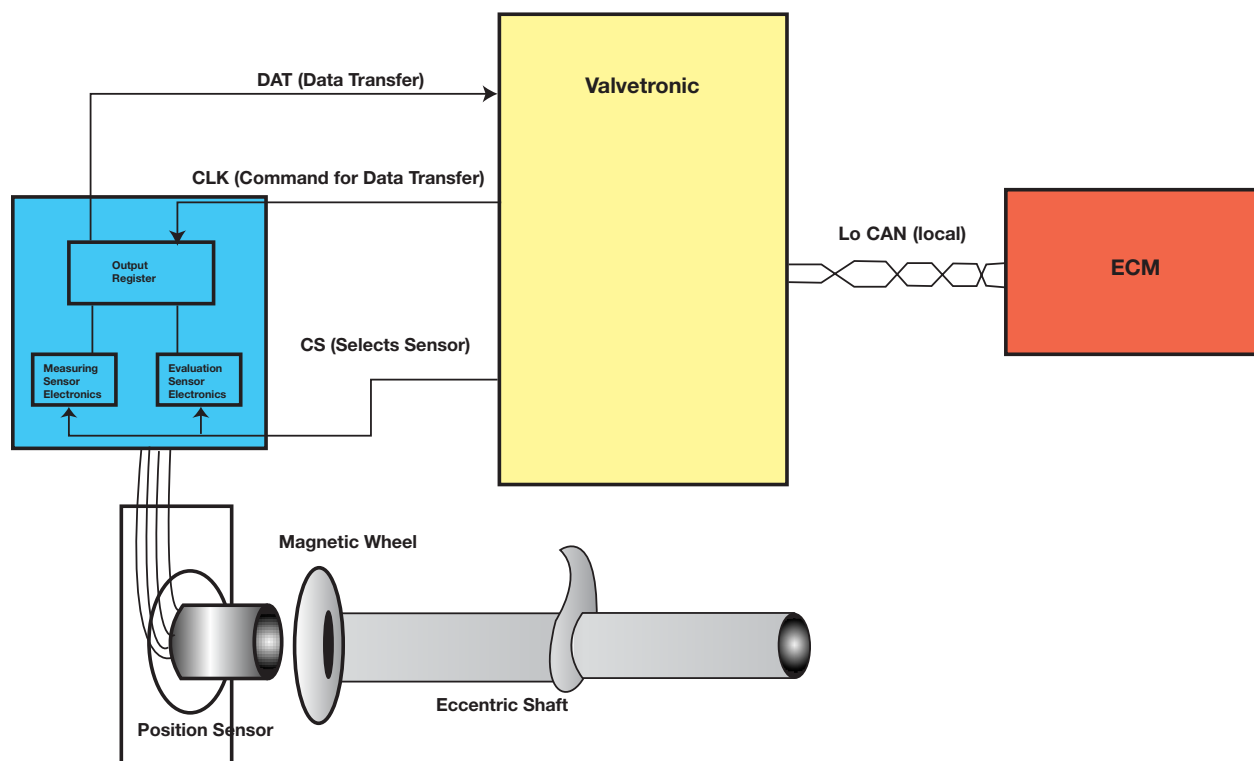 DAT (Data Transfer)
Valvetronic
CLK (Command for Data Transfer)
Lo CAN (local)
ECM
Output
Register
CS (Selects Sensor)
Measuring
Sensor
Electronics
Evaluation
Sensor
Electronics
Magnetic Wheel
Eccentric Shaft
Position Sensor